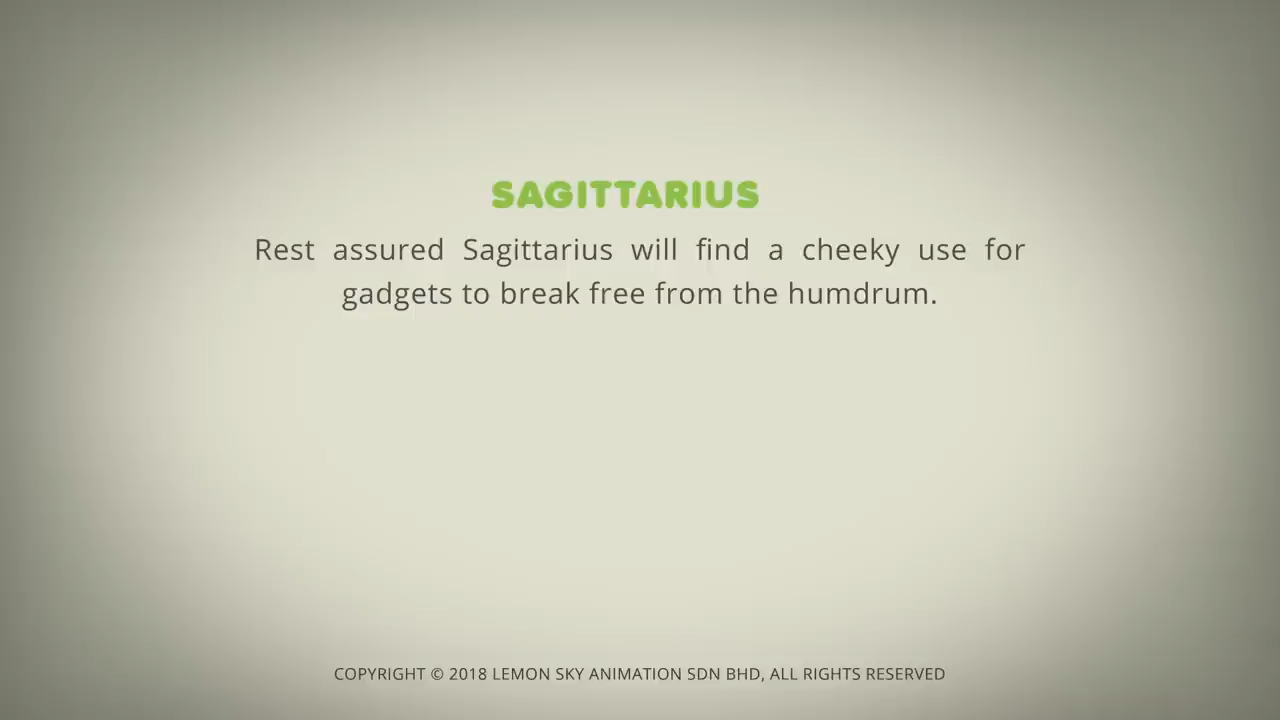 SAGITTARIUS
Rest assured Sagittarius will find a cheeky use for
gadgets to break free from the humdrum.
COPYRIGHT © 2018 LEMON SKY ANIMATION SDN BHD, ALL RIGHTS RESERVED